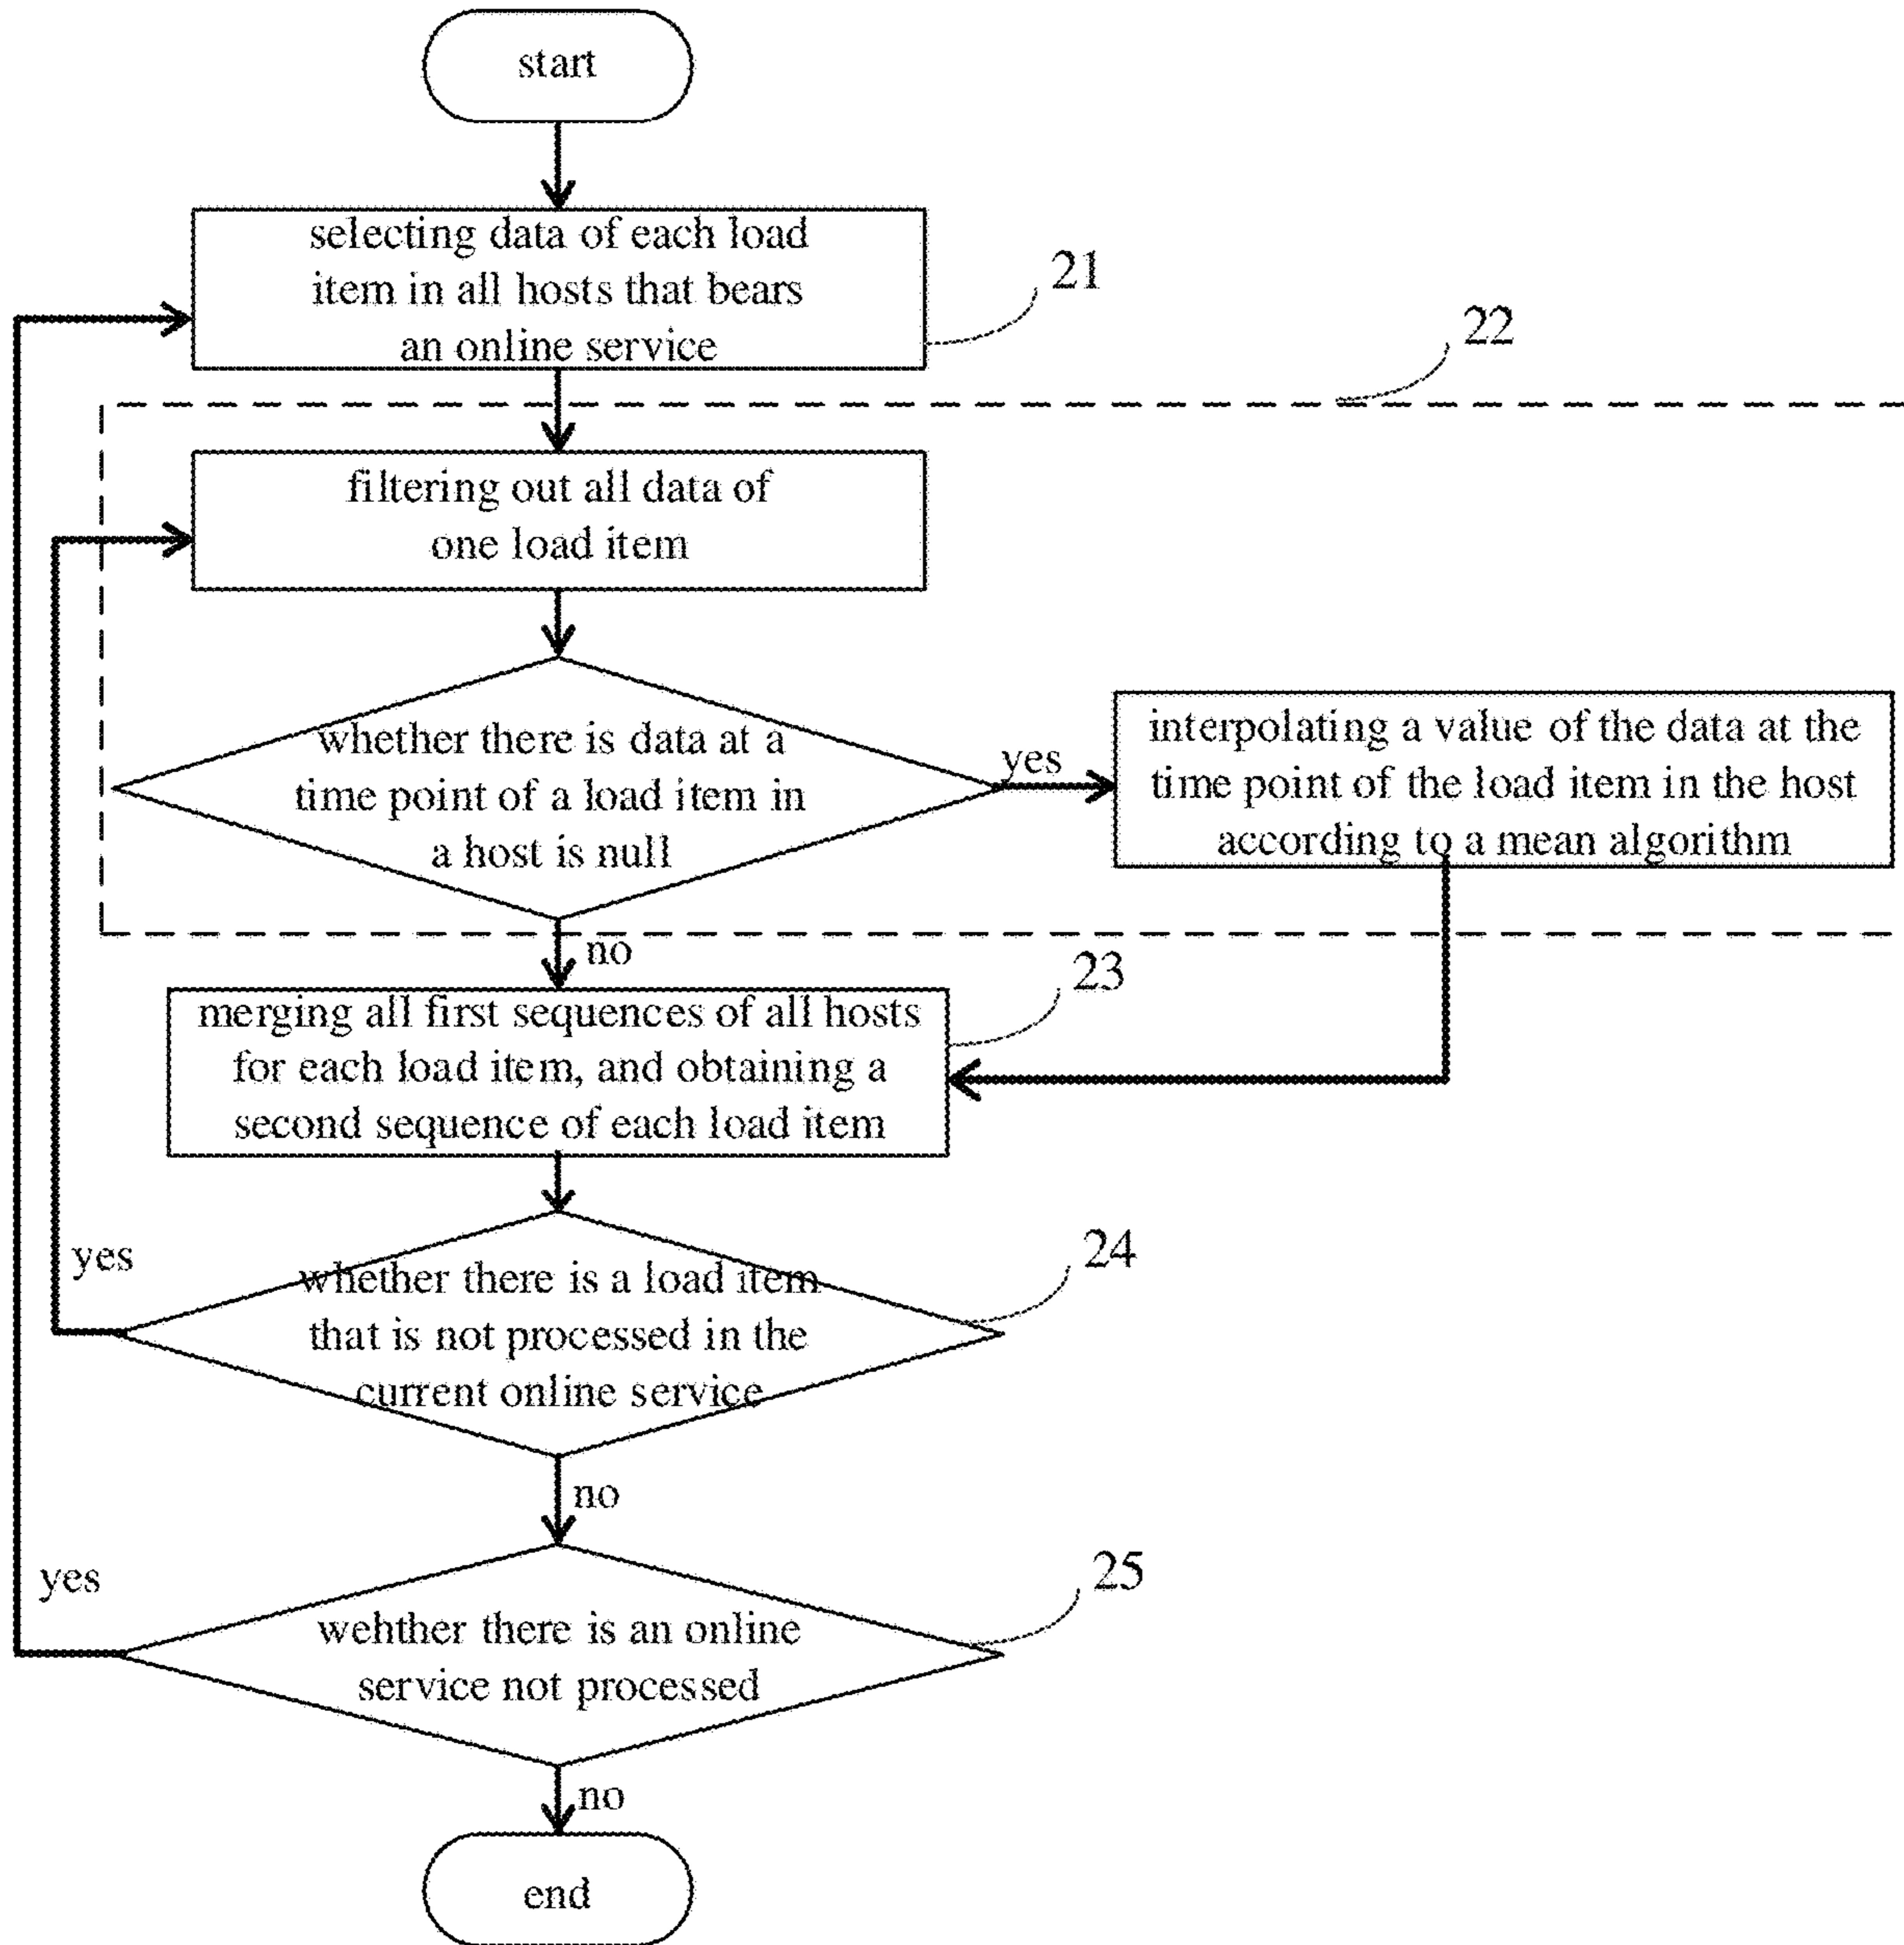 start
selecting data of each load
item in all hosts that bears
an online service
21
22
filtering out all data of
one load item
whether there is data at a
time point of a load item in
a host is null
yes
interpolating a value of the data at the
time point of the load item in the host
according to a mean algorithm
no
23
merging all first sequences of all hosts
for each load item, and obtaining a
second sequence of each load item
24
yes
whether there is a load item
that is not processed in the
current online service
no
25
yes
wehther there is an online
service not processed
no
end